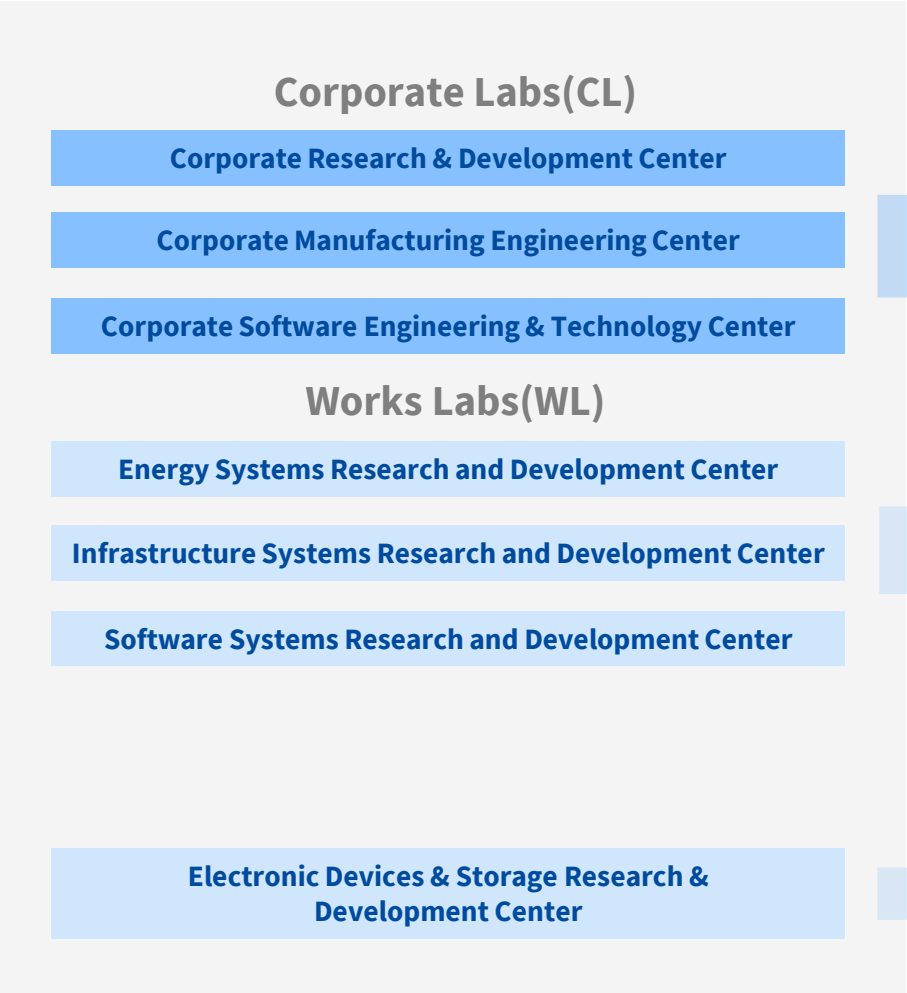 Corporate Labs(CL)
Corporate Research & Development Center
Corporate Manufacturing Engineering Center
Corporate Software Engineering & Technology Center
Works Labs(WL)
Energy Systems Research and Development Center
Infrastructure Systems Research and Development Center
Software Systems Research and Development Center
Electronic Devices & Storage Research &
Development Center